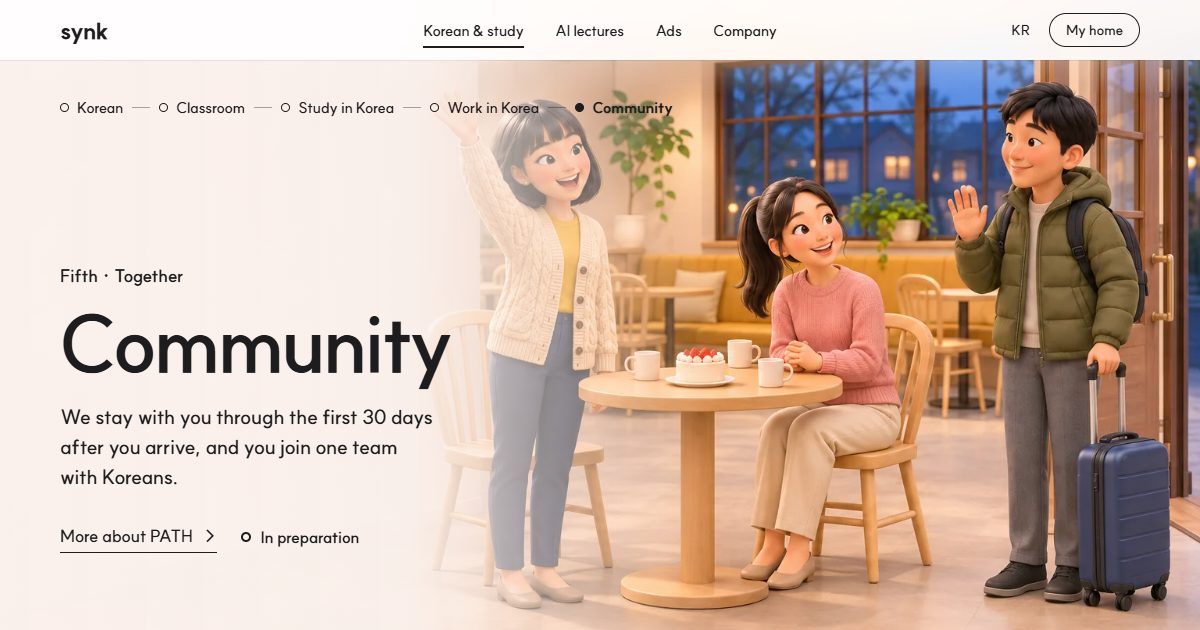 synk
Korean & study
AI lectures
Ads
Company
KR
My home
Korean
Classroom
Study in Korea
Work in Korea
Community
Fifth · Together
Community
We stay with you through the first 30 days
after you arrive, and you join one team
with Koreans.
More about PATH
In preparation